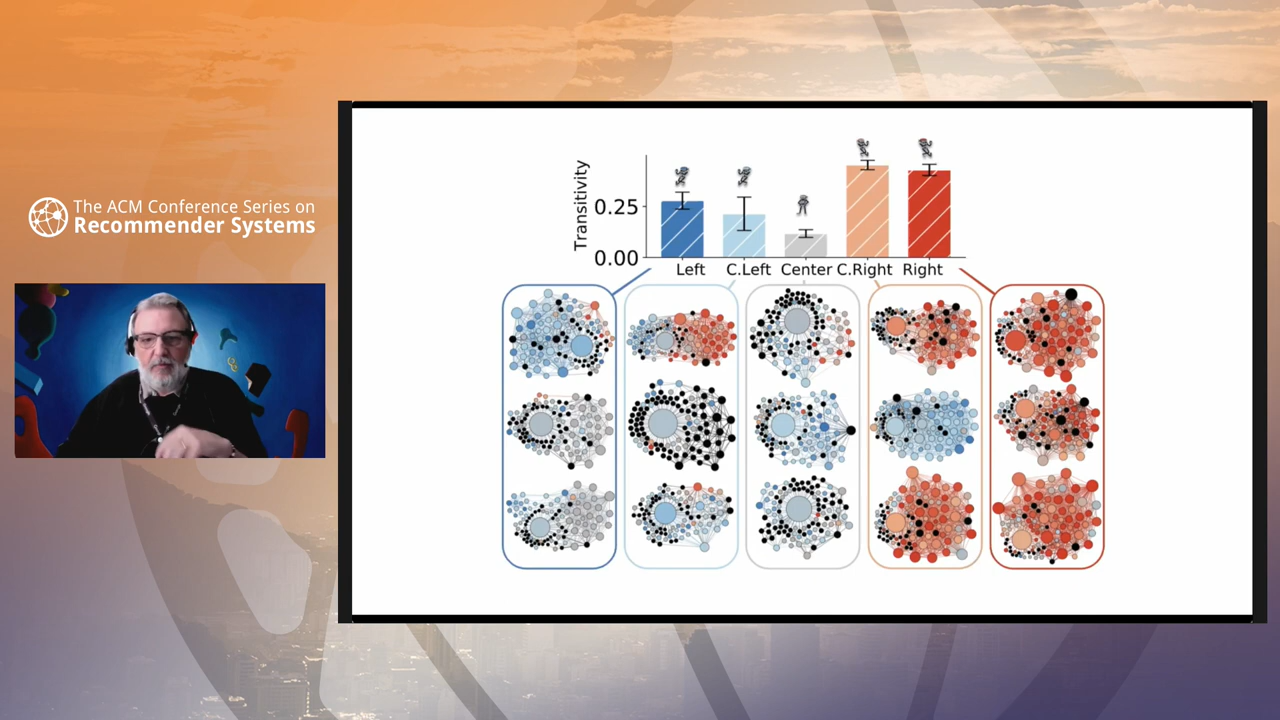 The ACM Conference Series on
Recommender Systems
Transitivity
0.25
0.00
Left C.Left Center C.Right Right